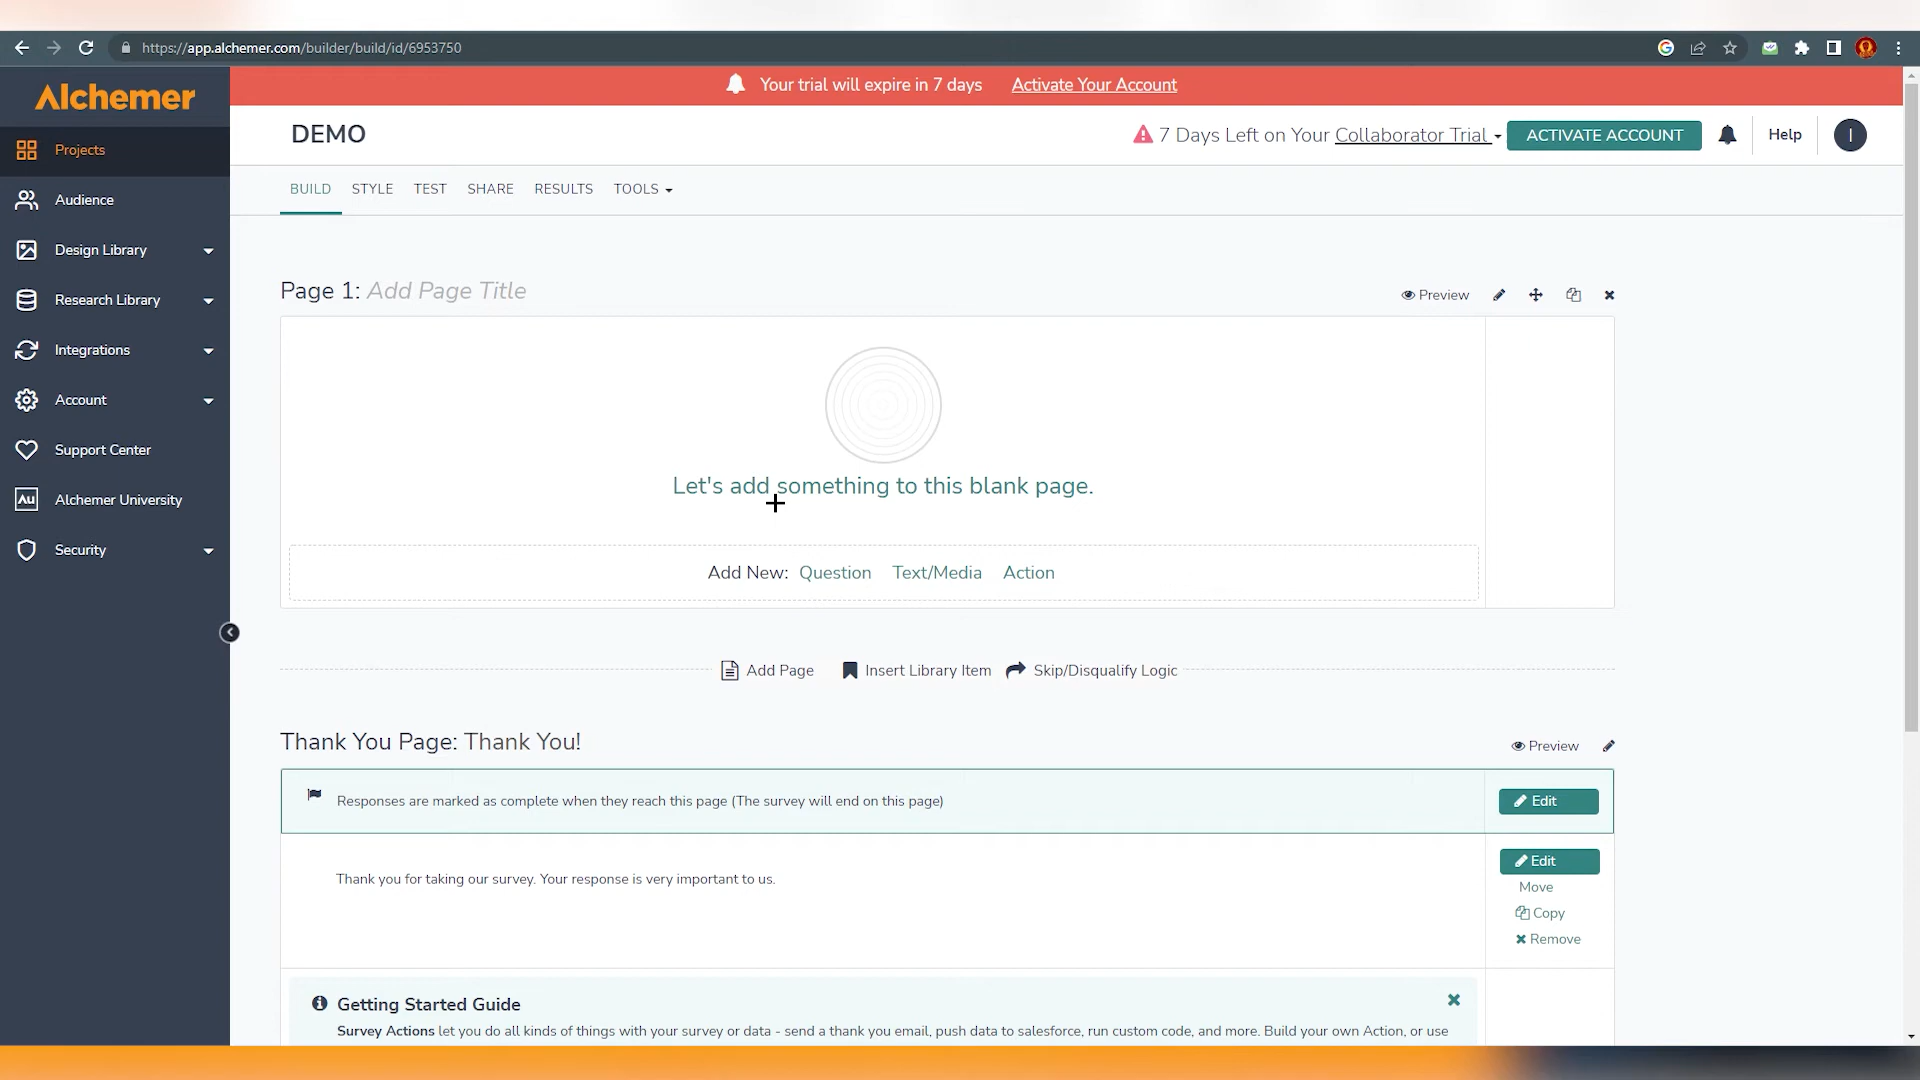 https://app.alchemer.com/builder/build/id/6953750
Alchemer
Your trial will expire in 7 days Activate Your Account
DEMO
7 Days Left on Your Collaborator Trial
ACTIVATE ACCOUNT
Help
I
Projects
Audience
Design Library
Research Library
Integrations
Account
Support Center
Au Alchemer University
Security
BUILD STYLE TEST SHARE RESULTS TOOLS
Page 1: Add Page Title
Preview
Let's add something to this blank page.
Add New: Question Text/Media Action
Add Page Insert Library Item Skip/Disqualify Logic
Thank You Page: Thank You!
Preview
Responses are marked as complete when they reach this page (The survey will end on this page)
Edit
Thank you for taking our survey. Your response is very important to us.
Edit
Move
Copy
Remove
Getting Started Guide
Survey Actions let you do all kinds of things with your survey or data - send a thank you email, push data to salesforce, run custom code, and more. Build your own Action, or use